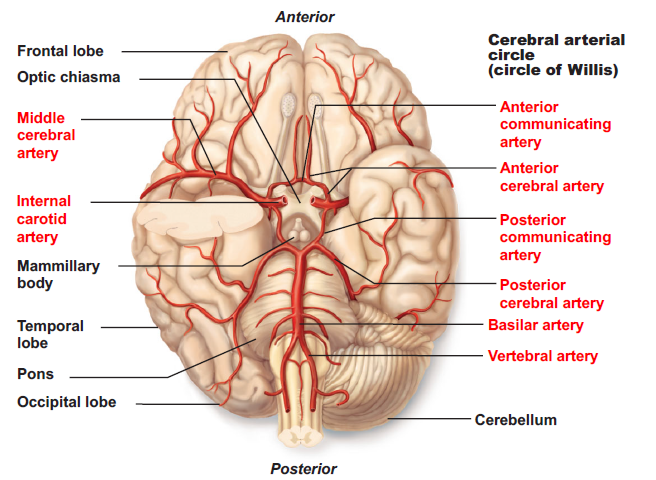 Anterior
Frontal lobe
Optic chiasma
Middle
cerebral
artery
Internal
carotid
artery
Mammillary
body
Temporal
lobe
Pons
Occipital lobe
Cerebral arterial
circle
(circle of Willis)
Anterior
communicating
artery
Anterior
cerebral artery
Posterior
communicating
artery
Posterior
cerebral artery
Basilar artery
Vertebral artery
Cerebellum
Posterior